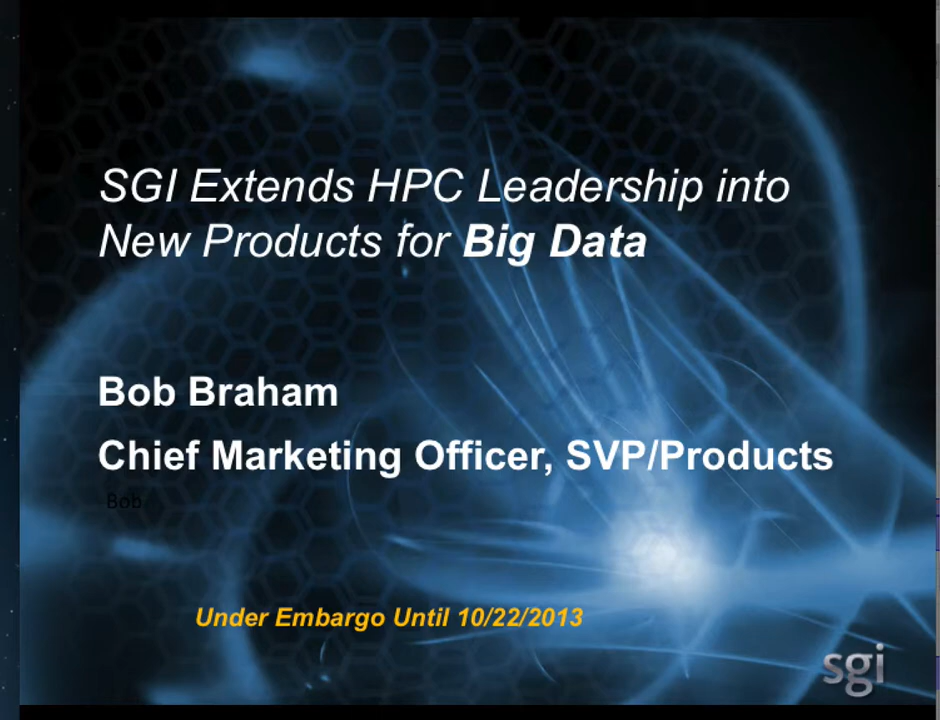 SGI Extends HPC Leadership into
New Products for Big Data
Bob Braham
Chief Marketing Officer, SVP/Products
Bob
Under Embargo Until 10/22/2013
sgi